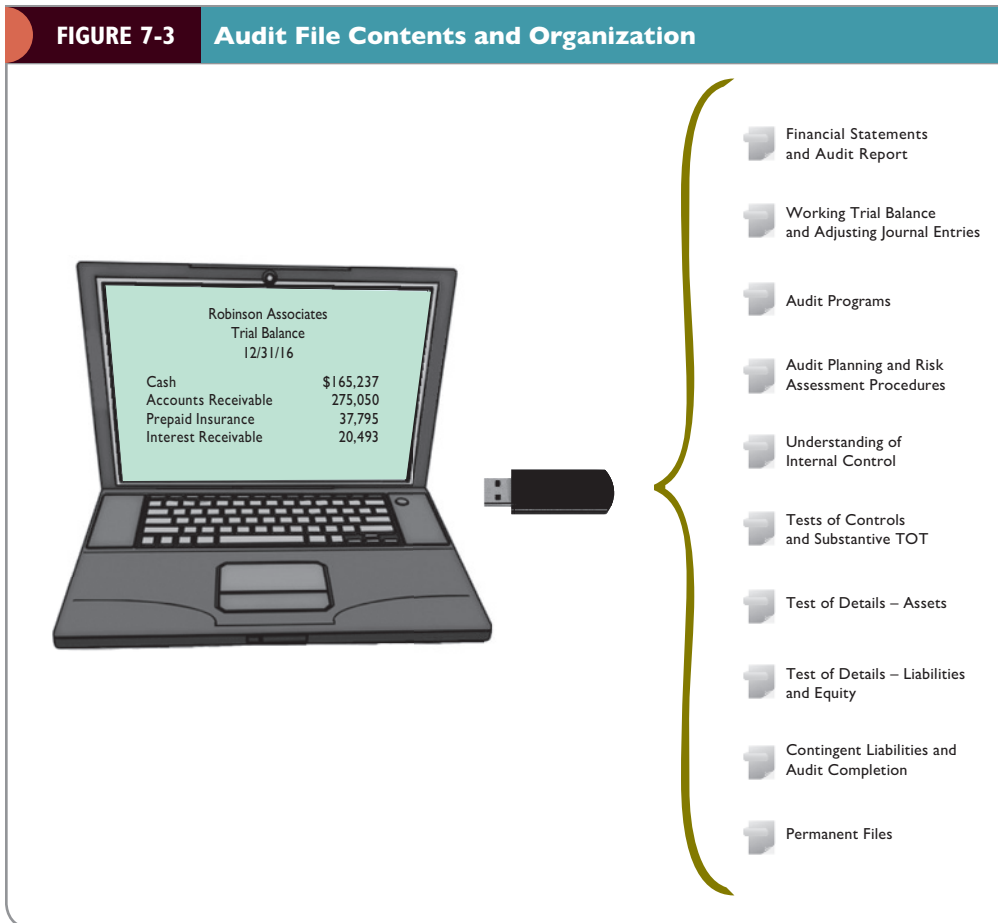 FIGURE 7-3 Audit File Contents and Organization
Robinson Associates
Trial Balance
12/31/16
Cash $165,237
Accounts Receivable 275,050
Prepaid Insurance 37,795
Interest Receivable 20,493
Financial Statements
and Audit Report
Working Trial Balance
and Adjusting Journal Entries
Audit Programs
Audit Planning and Risk
Assessment Procedures
Understanding of
Internal Control
Tests of Controls
and Substantive TOT
Test of Details – Assets
Test of Details – Liabilities
and Equity
Contingent Liabilities and
Audit Completion
Permanent Files